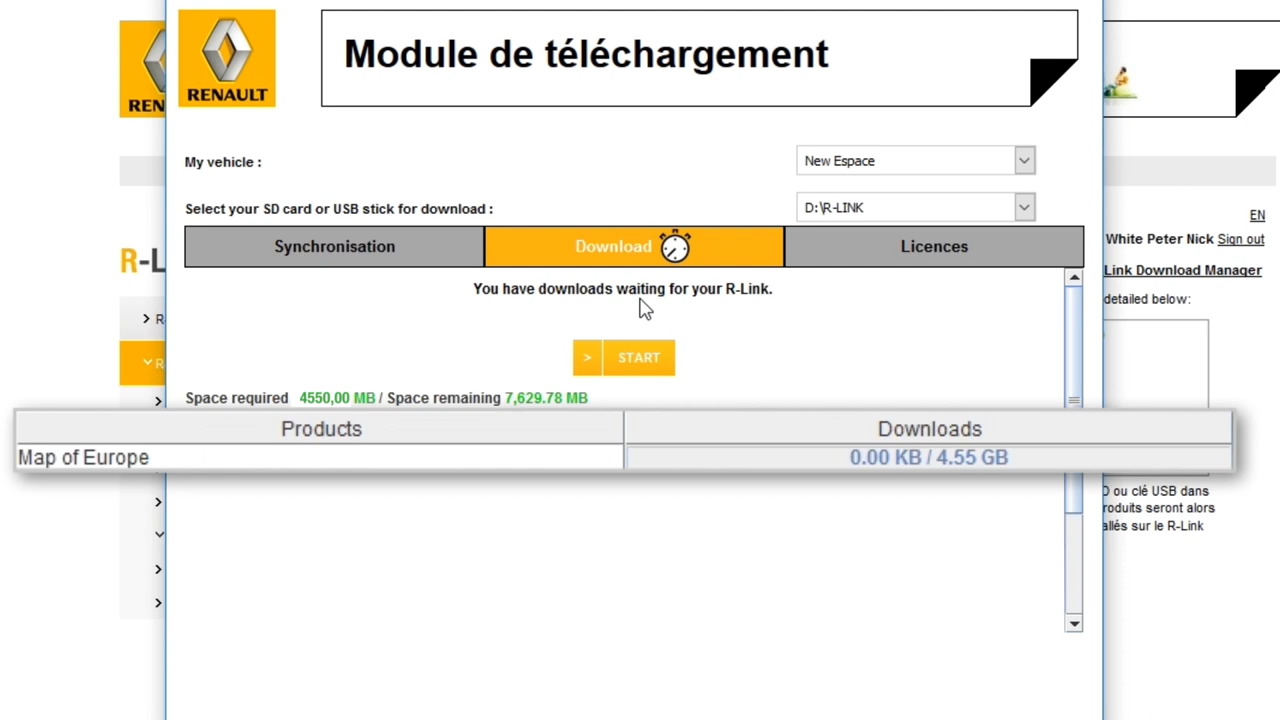 RENAULT
Module de téléchargement
REN
My vehicle :
New Espace
Select your SD card or USB stick for download :
D:\R-LINK
EN
Synchronisation
Download
Licences
White Peter Nick Sign out
R-L
Link Download Manager
You have downloads waiting for your R-Link.
detailed below:
> R
> START
R
Space required 4550,00 MB / Space remaining 7,629.78 MB
Products
Downloads
Map of Europe
0.00 KB / 4.55 GB
D ou clé USB dans
roduits seront alors
allés sur le R-Link